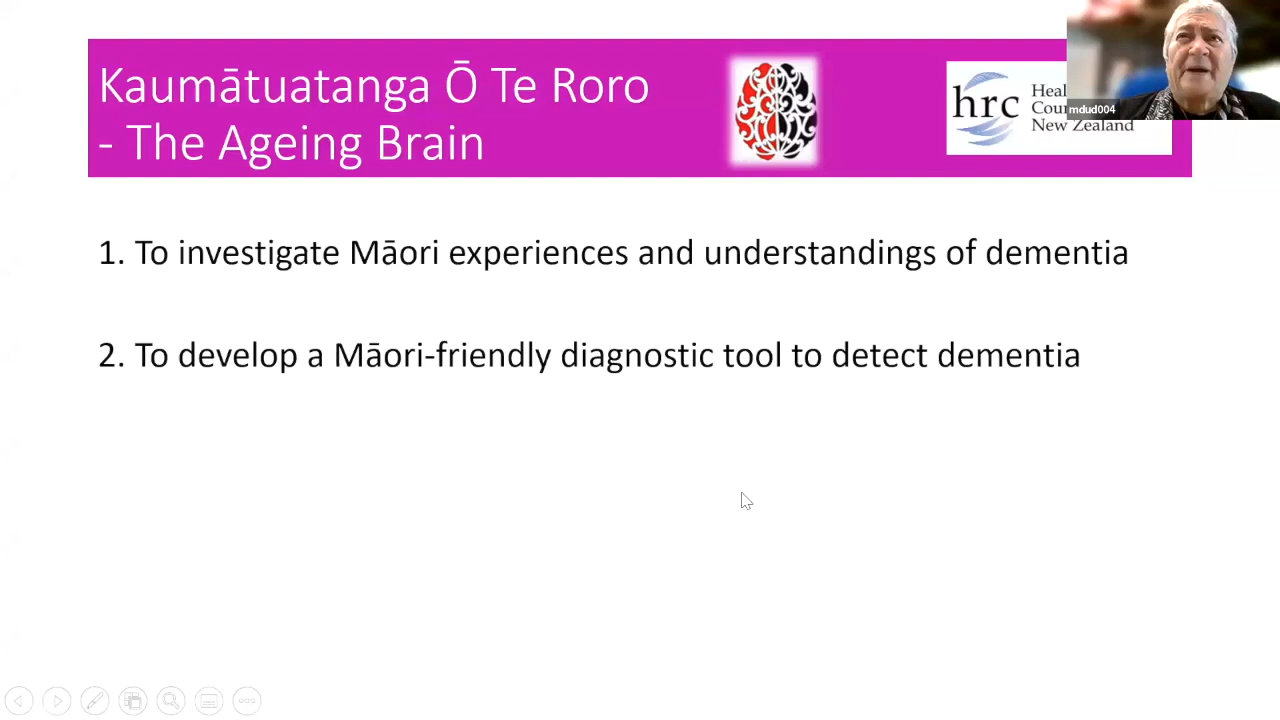 Kaumātuatanga Ō Te Roro
- The Ageing Brain
hrc
New Zealand
mdud004
1. To investigate Māori experiences and understandings of dementia
2. To develop a Māori-friendly diagnostic tool to detect dementia